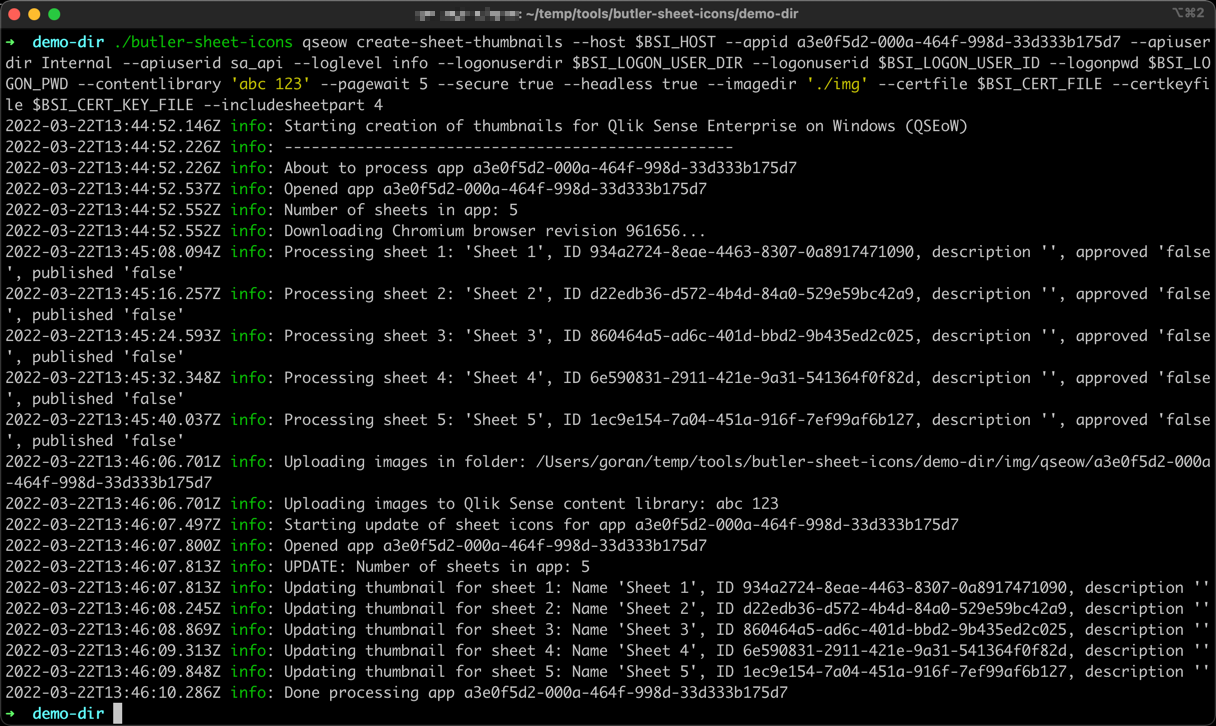 : ~/temp/tools/butler-sheet-icons/demo-dir ⌥⌘2
➜ demo-dir ./butler-sheet-icons qseow create-sheet-thumbnails --host $BSI_HOST --appid a3e0f5d2-000a-464f-998d-33d333b175d7 --apiuser
dir Internal --apiuserid sa_api --loglevel info --logonuserdir $BSI_LOGON_USER_DIR --logonuserid $BSI_LOGON_USER_ID --logonpwd $BSI_LO
GON_PWD --contentlibrary 'abc 123' --pagewait 5 --secure true --headless true --imagedir './img' --certfile $BSI_CERT_FILE --certkeyfi
le $BSI_CERT_KEY_FILE --includesheetpart 4
2022-03-22T13:44:52.146Z info: Starting creation of thumbnails for Qlik Sense Enterprise on Windows (QSEoW)
2022-03-22T13:44:52.226Z info: --------------------------------------------------
2022-03-22T13:44:52.226Z info: About to process app a3e0f5d2-000a-464f-998d-33d333b175d7
2022-03-22T13:44:52.537Z info: Opened app a3e0f5d2-000a-464f-998d-33d333b175d7
2022-03-22T13:44:52.552Z info: Number of sheets in app: 5
2022-03-22T13:44:52.552Z info: Downloading Chromium browser revision 961656...
2022-03-22T13:45:08.094Z info: Processing sheet 1: 'Sheet 1', ID 934a2724-8eae-4463-8307-0a8917471090, description '', approved 'false
', published 'false'
2022-03-22T13:45:16.257Z info: Processing sheet 2: 'Sheet 2', ID d22edb36-d572-4b4d-84a0-529e59bc42a9, description '', approved 'false
', published 'false'
2022-03-22T13:45:24.593Z info: Processing sheet 3: 'Sheet 3', ID 860464a5-ad6c-401d-bbd2-9b435ed2c025, description '', approved 'false
', published 'false'
2022-03-22T13:45:32.348Z info: Processing sheet 4: 'Sheet 4', ID 6e590831-2911-421e-9a31-541364f0f82d, description '', approved 'false
', published 'false'
2022-03-22T13:45:40.037Z info: Processing sheet 5: 'Sheet 5', ID 1ec9e154-7a04-451a-916f-7ef99af6b127, description '', approved 'false
', published 'false'
2022-03-22T13:46:06.701Z info: Uploading images in folder: /Users/goran/temp/tools/butler-sheet-icons/demo-dir/img/qseow/a3e0f5d2-000a
-464f-998d-33d333b175d7
2022-03-22T13:46:06.701Z info: Uploading images to Qlik Sense content library: abc 123
2022-03-22T13:46:07.497Z info: Starting update of sheet icons for app a3e0f5d2-000a-464f-998d-33d333b175d7
2022-03-22T13:46:07.800Z info: Opened app a3e0f5d2-000a-464f-998d-33d333b175d7
2022-03-22T13:46:07.813Z info: UPDATE: Number of sheets in app: 5
2022-03-22T13:46:07.813Z info: Updating thumbnail for sheet 1: Name 'Sheet 1', ID 934a2724-8eae-4463-8307-0a8917471090, description ''
2022-03-22T13:46:08.245Z info: Updating thumbnail for sheet 2: Name 'Sheet 2', ID d22edb36-d572-4b4d-84a0-529e59bc42a9, description ''
2022-03-22T13:46:08.869Z info: Updating thumbnail for sheet 3: Name 'Sheet 3', ID 860464a5-ad6c-401d-bbd2-9b435ed2c025, description ''
2022-03-22T13:46:09.313Z info: Updating thumbnail for sheet 4: Name 'Sheet 4', ID 6e590831-2911-421e-9a31-541364f0f82d, description ''
2022-03-22T13:46:09.848Z info: Updating thumbnail for sheet 5: Name 'Sheet 5', ID 1ec9e154-7a04-451a-916f-7ef99af6b127, description ''
2022-03-22T13:46:10.286Z info: Done processing app a3e0f5d2-000a-464f-998d-33d333b175d7
➜ demo-dir